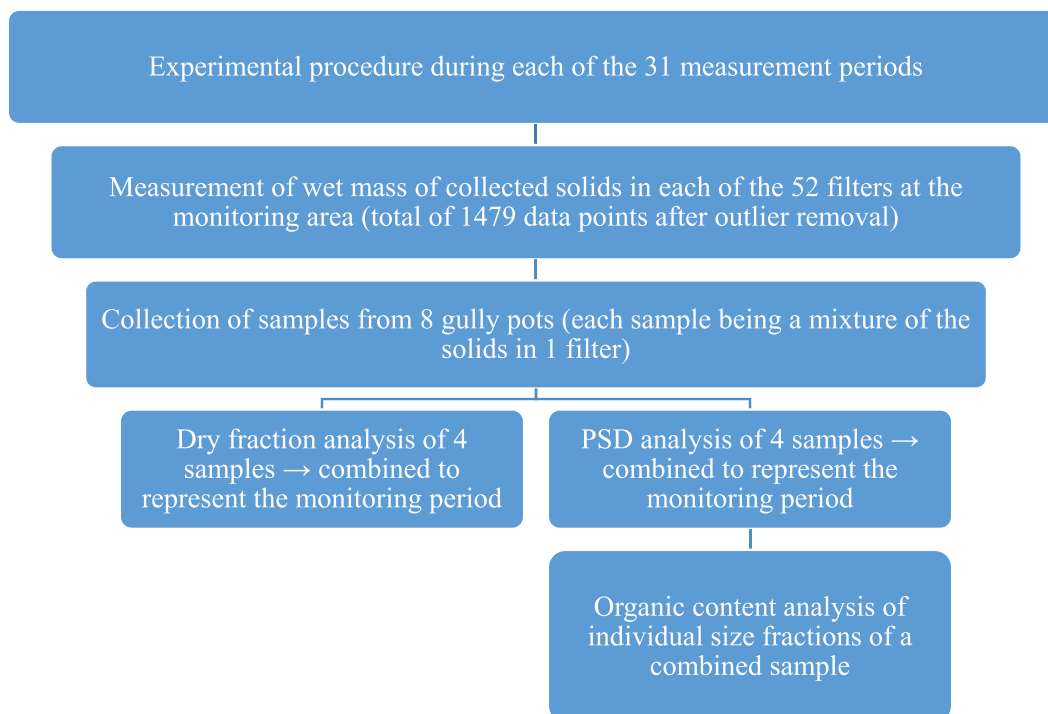 Experimental procedure during each of the 31 measurement periods
Measurement of wet mass of collected solids in each of the 52 filters at the
monitoring area (total of 1479 data points after outlier removal)
Collection of samples from 8 gully pots (each sample being a mixture of the
solids in 1 filter)
Dry fraction analysis of 4
samples → combined to
represent the monitoring period
PSD analysis of 4 samples →
combined to represent the
monitoring period
Organic content analysis of
individual size fractions of a
combined sample